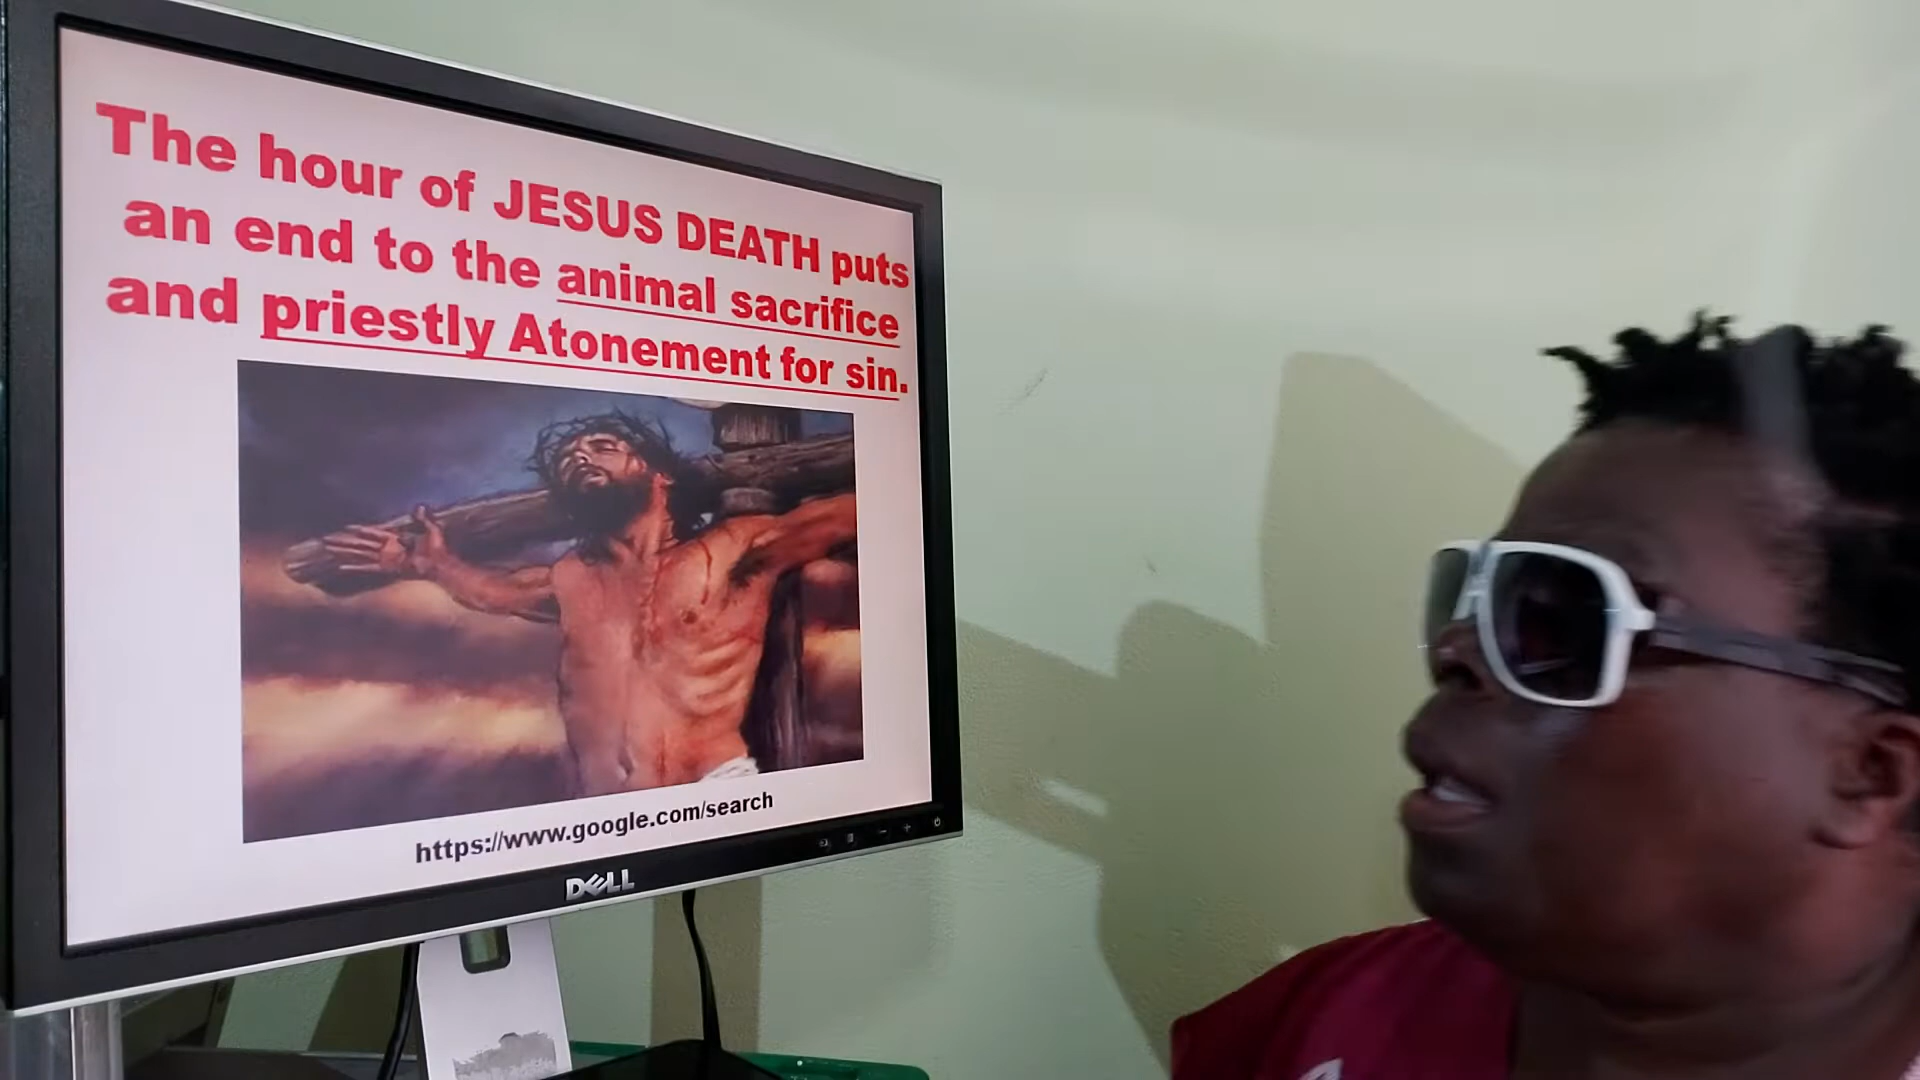 The hour of JESUS DEATH puts
an end to the animal sacrifice
and priestly Atonement for sin.
https://www.google.com/search
DELL